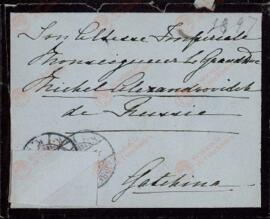 1897
Son Altesse Impériale
Monseigneur le Grand Duc
Michel Alexandrovitch
de Russie
Gatchina